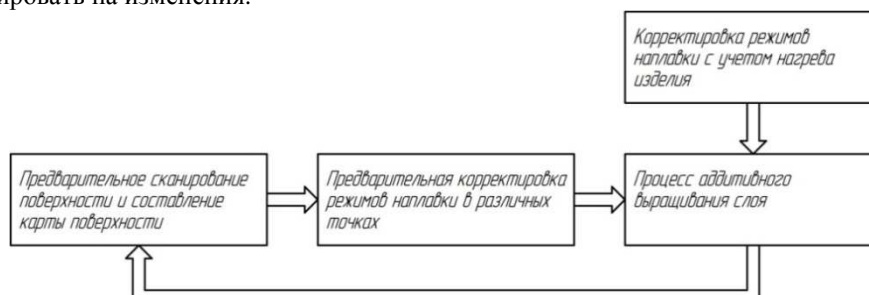 ировать на изменения.
Корректировка режимов
наплавки с учетом нагрева
изделия
Предварительное сканирование
поверхности и составление
карты поверхности
Предварительная корректировка
режимов наплавки в различных
точках
Процесс аддитивного
выращивания слоя